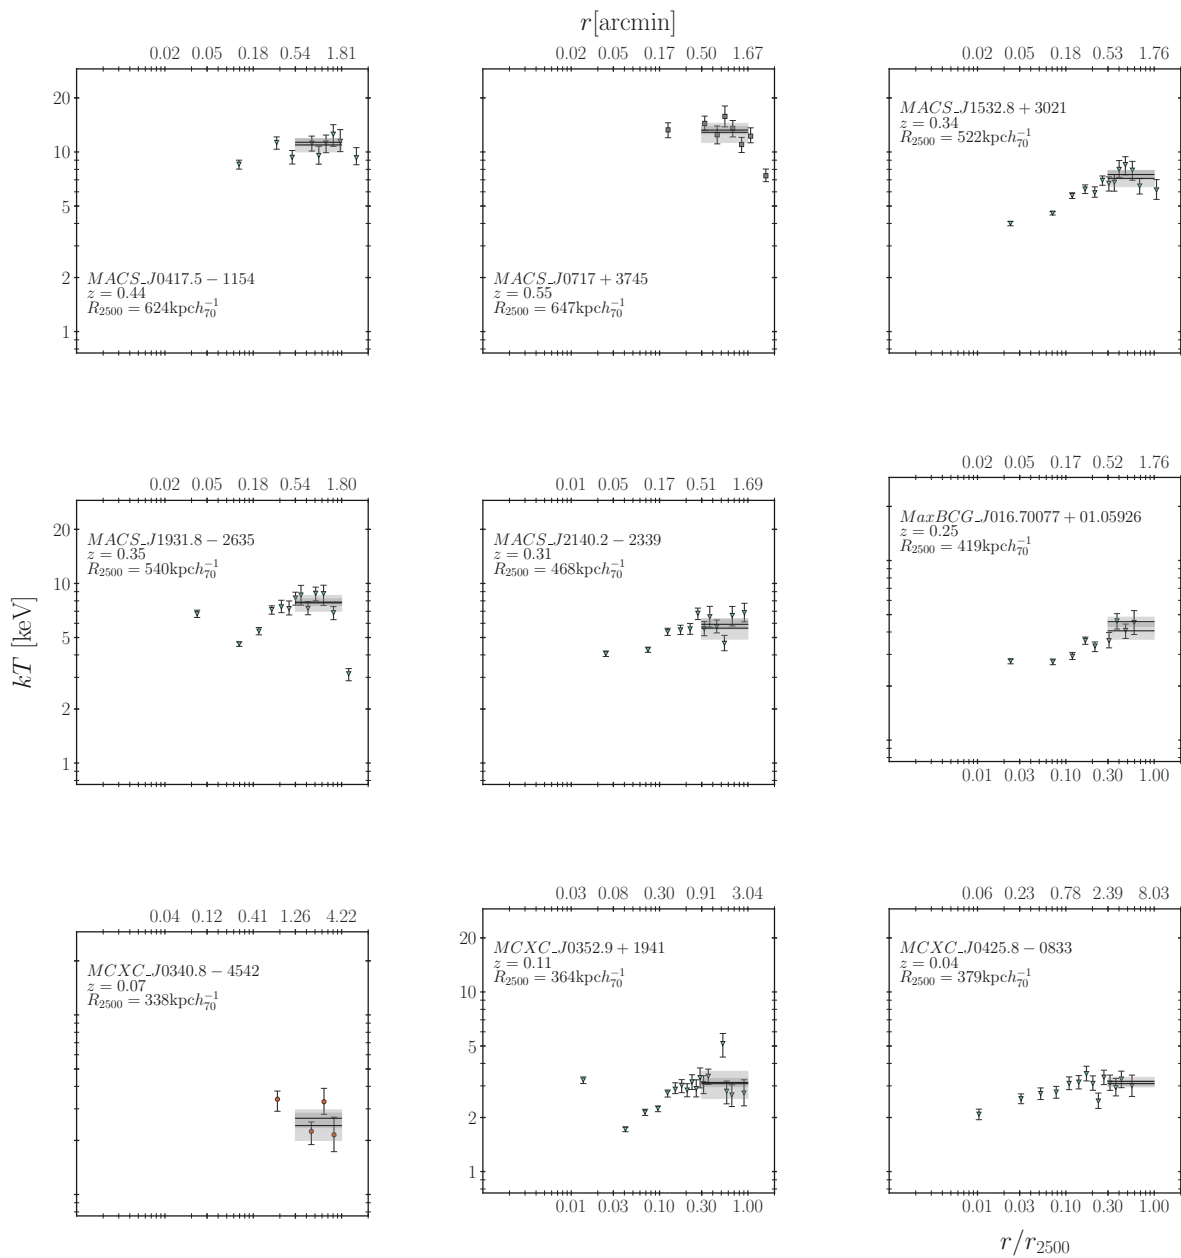 r[arcmin]
0.02 0.05 0.18 0.54 1.81
0.17 0.50 1.67
0.02 0.05 0.18 0.53 1.76
20
10
5
2
1
MACS_J0417.5 − 1154
z = 0.44
R2500 = 624kpch70^−1
MACS_J0717 + 3745
z = 0.55
R2500 = 647kpch70^−1
MACS_J1532.8 + 3021
z = 0.34
R2500 = 522kpch70^−1
kT [keV]
0.02 0.05 0.18 0.54 1.80
0.01 0.05 0.17 0.51 1.69
0.02 0.05 0.17 0.52 1.76
20
10
5
2
1
MACS_J1931.8 − 2635
z = 0.35
R2500 = 540kpch70^−1
MACS_J2140.2 − 2339
z = 0.31
R2500 = 468kpch70^−1
MaxBCG_J016.70077 + 01.05926
z = 0.25
R2500 = 419kpch70^−1
0.01 0.03 0.10 0.30 1.00
0.04 0.12 0.41 1.26 4.22
0.03 0.08 0.30 0.91 3.04
0.06 0.23 0.78 2.39 8.03
MCXC_J0340.8 − 4542
z = 0.07
R2500 = 338kpch70^−1
20
10
5
2
1
MCXC_J0352.9 + 1941
z = 0.11
R2500 = 364kpch70^−1
MCXC_J0425.8 − 0833
z = 0.04
R2500 = 379kpch70^−1
0.01 0.03 0.10 0.30 1.00
0.01 0.03 0.10 0.30 1.00
r/r2500